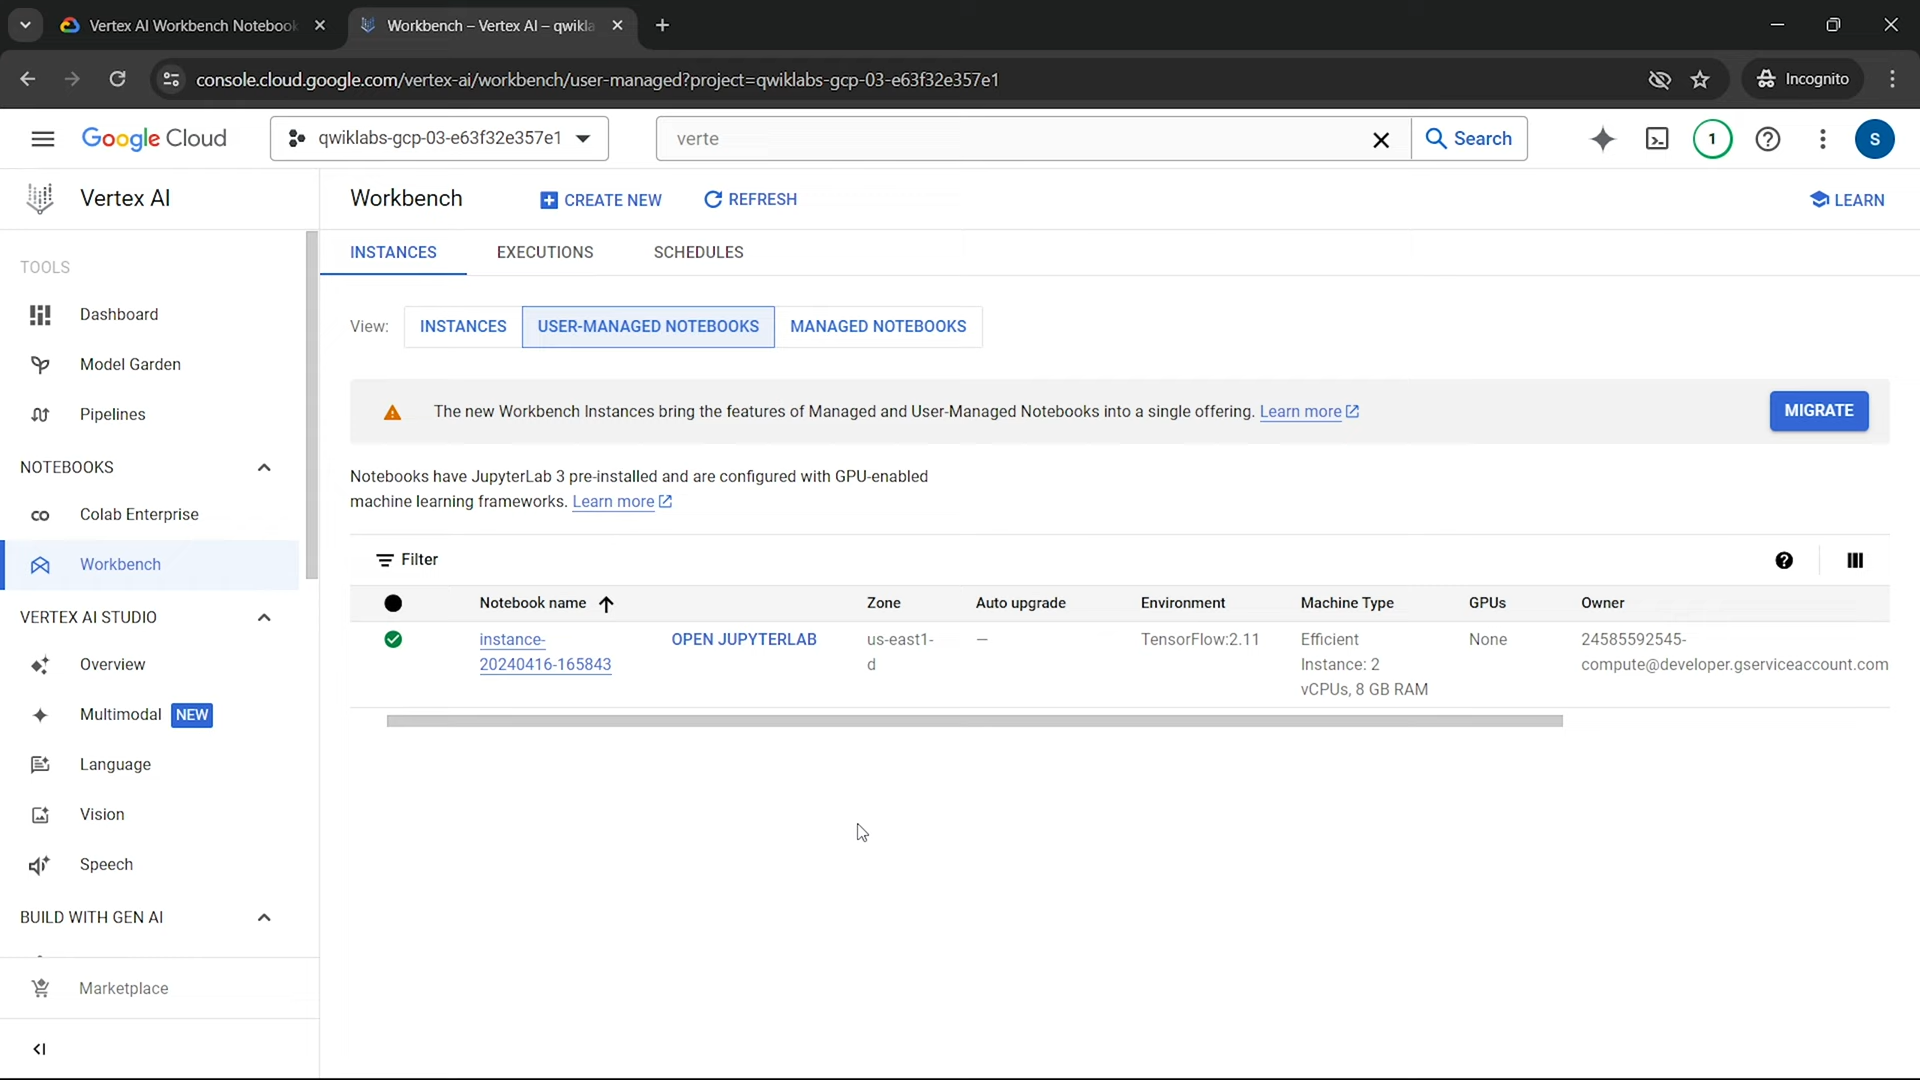 Vertex AI Workbench Notebook
Workbench – Vertex AI – qwikla
console.cloud.google.com/vertex-ai/workbench/user-managed?project=qwiklabs-gcp-03-e63f32e357e1
Incognito
Google Cloud
qwiklabs-gcp-03-e63f32e357e1
verte
Search
1
S
Vertex AI
Workbench
CREATE NEW
REFRESH
LEARN
TOOLS
Dashboard
Model Garden
Pipelines
NOTEBOOKS
Colab Enterprise
Workbench
VERTEX AI STUDIO
Overview
Multimodal NEW
Language
Vision
Speech
BUILD WITH GEN AI
Marketplace
INSTANCES
EXECUTIONS
SCHEDULES
View:
INSTANCES
USER-MANAGED NOTEBOOKS
MANAGED NOTEBOOKS
The new Workbench Instances bring the features of Managed and User-Managed Notebooks into a single offering. Learn more
MIGRATE
Notebooks have JupyterLab 3 pre-installed and are configured with GPU-enabled
machine learning frameworks. Learn more
Filter
Notebook name
Zone
Auto upgrade
Environment
Machine Type
GPUs
Owner
instance-
20240416-165843
OPEN JUPYTERLAB
us-east1-
d
–
TensorFlow:2.11
Efficient
Instance: 2
vCPUs, 8 GB RAM
None
24585592545-
compute@developer.gserviceaccount.com